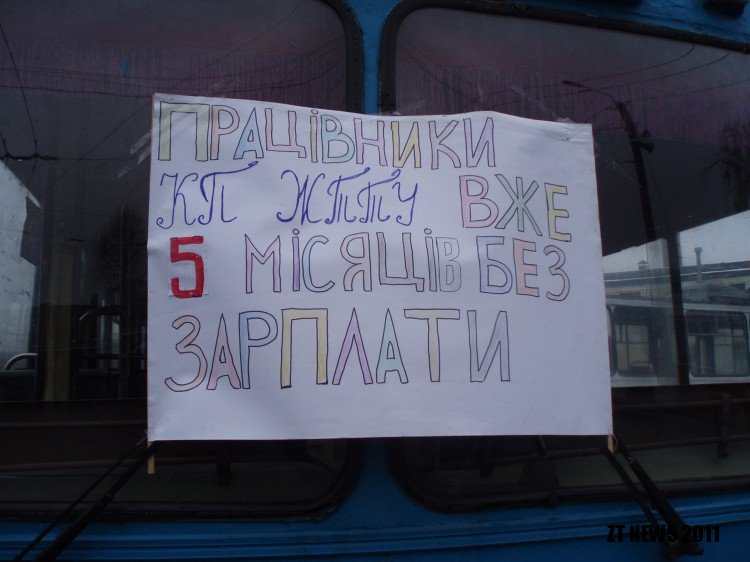 ПРАЦІВНИКИ
КП ЖТТУ ВЖЕ
5 МІСЯЦІВ БЕЗ
ЗАРПЛАТИ
ZT-NEWS 2011